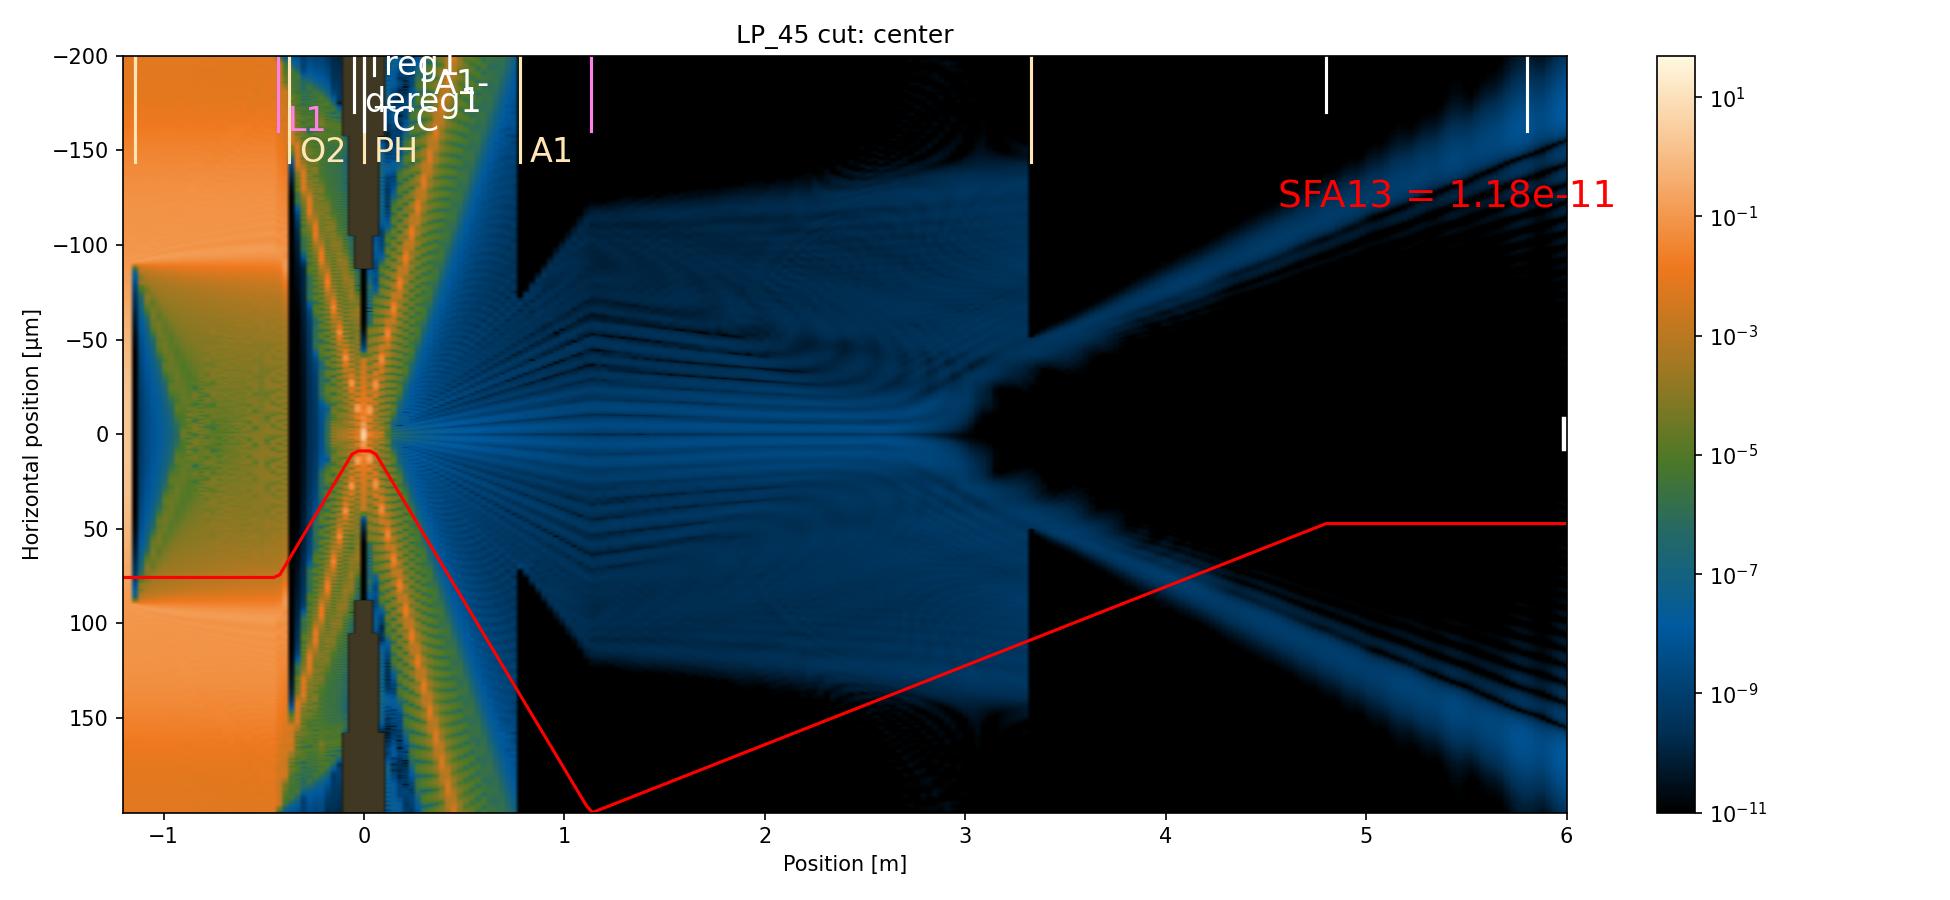 LP_45 cut: center
reg1
A1-
dereg1
L1
TCC
O2
PH
A1
SFA13 = 1.18e-11
Horizontal position [µm]
−200
−150
−100
−50
0
50
100
150
−1
0
1
2
3
4
5
6
Position [m]
10^1
10^−1
10^−3
10^−5
10^−7
10^−9
10^−11